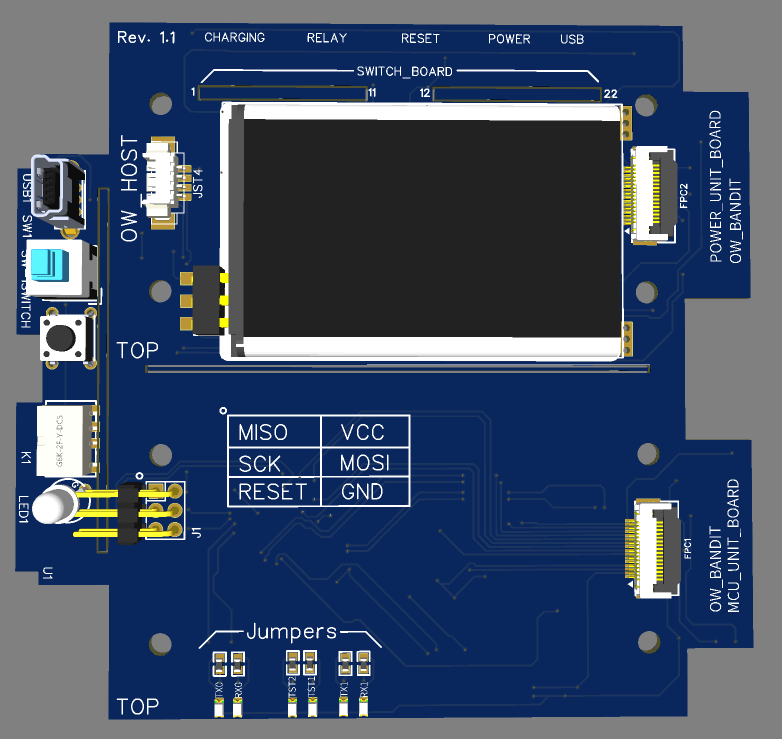 Rev. 1.1
CHARGING
RELAY
RESET
POWER
USB
SWITCH_BOARD
1
11
12
22
OW HOST
JST4
FPC2
POWER_UNIT_BOARD
OW_BANDIT
USB1
SW1
TOP
MISO VCC
SCK MOSI
RESET GND
K1
G6K-2F-Y-DC5
LED1
J1
U1
FPC1
OW_BANDIT
MCU_UNIT_BOARD
Jumpers
TX0
RX0
TST2
TST1
TX1
RX1
TOP